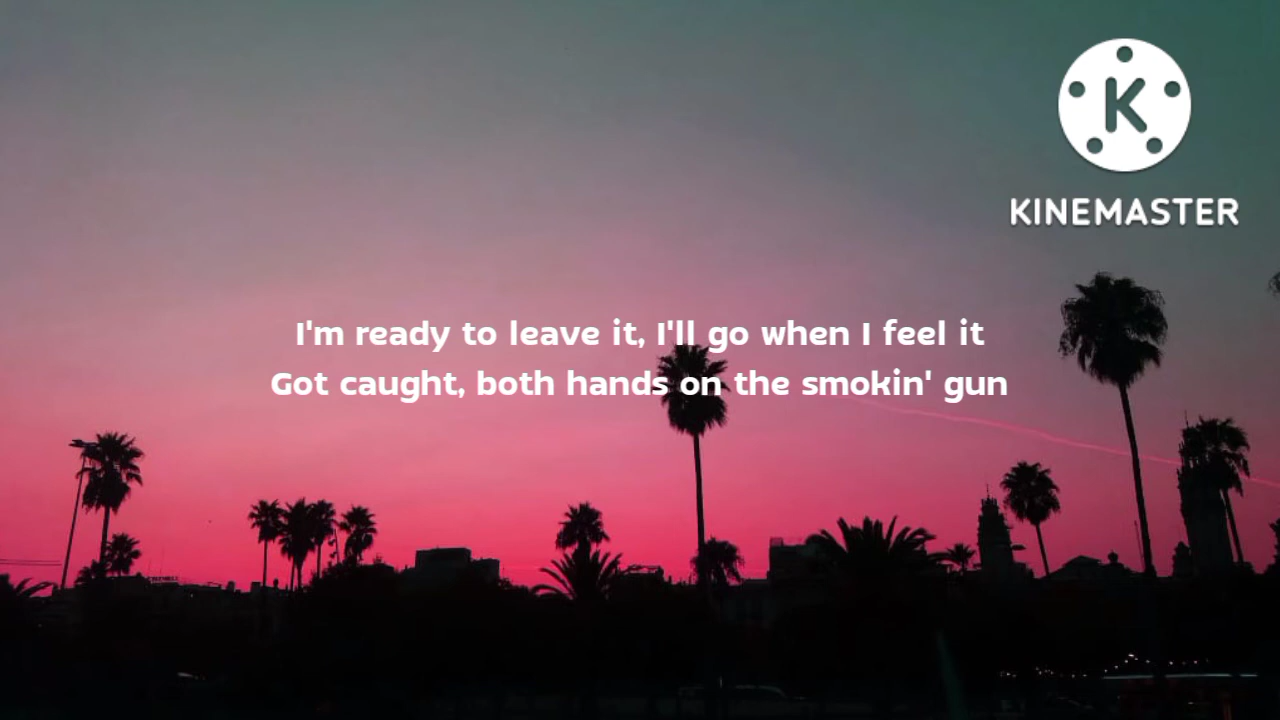 K
KINEMASTER
I'm ready to leave it, I'll go when I feel it
Got caught, both hands on the smokin' gun